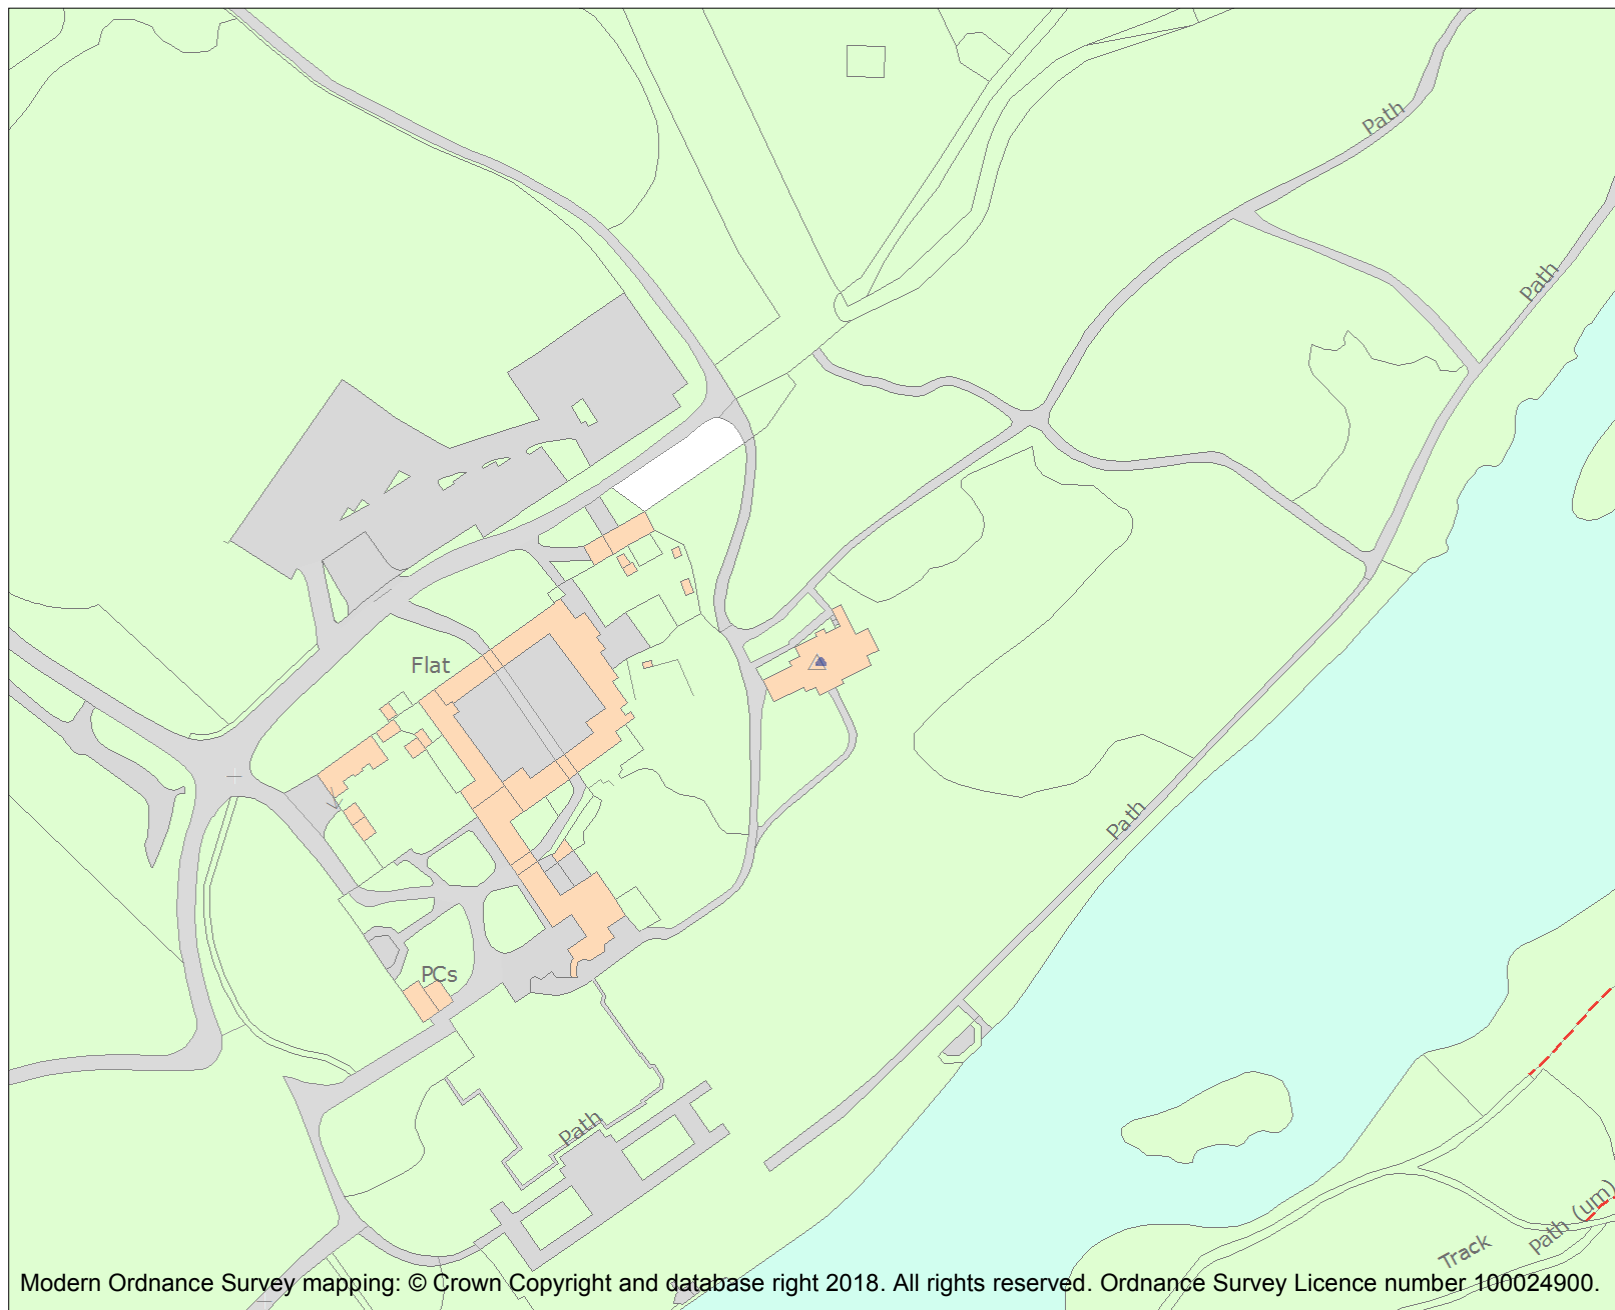 Path
Path
Flat
Path
PCs
Path
Path (um)
Track
Modern Ordnance Survey mapping: © Crown Copyright and database right 2018. All rights reserved. Ordnance Survey Licence number 100024900.